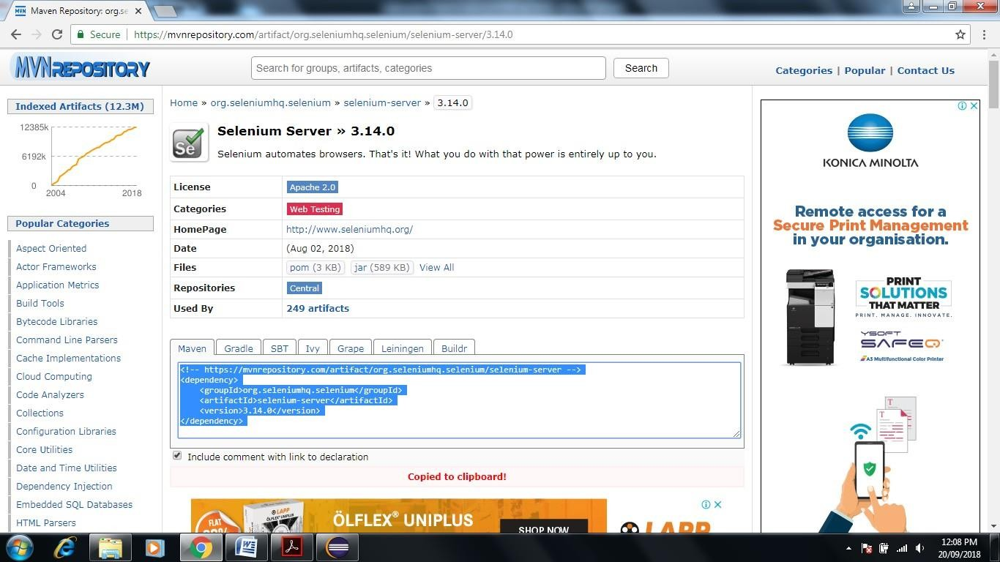 Maven Repository: org.se
Secure
https://mvnrepository.com/artifact/org.seleniumhq.selenium/selenium-server/3.14.0
MVNREPOSITORY
Search for groups, artifacts, categories
Search
Categories | Popular | Contact Us
Indexed Artifacts (12.3M)
12385k
6192k
0
2004 2018
Popular Categories
Aspect Oriented
Actor Frameworks
Application Metrics
Build Tools
Bytecode Libraries
Command Line Parsers
Cache Implementations
Cloud Computing
Code Analyzers
Collections
Configuration Libraries
Core Utilities
Date and Time Utilities
Dependency Injection
Embedded SQL Databases
HTML Parsers
Home » org.seleniumhq.selenium » selenium-server » 3.14.0
Se
Selenium Server » 3.14.0
Selenium automates browsers. That's it! What you do with that power is entirely up to you.
License Apache 2.0
Categories Web Testing
HomePage http://www.seleniumhq.org/
Date (Aug 02, 2018)
Files pom (3 KB) jar (589 KB) View All
Repositories Central
Used By 249 artifacts
Maven Gradle SBT Ivy Grape Leiningen Buildr
<!-- https://mvnrepository.com/artifact/org.seleniumhq.selenium/selenium-server -->
<dependency>
    <groupId>org.seleniumhq.selenium</groupId>
    <artifactId>selenium-server</artifactId>
    <version>3.14.0</version>
</dependency>
Include comment with link to declaration
Copied to clipboard!
FLAT
LAPP
ÖLFLEX® UNIPLUS
SHOP NOW
LAPP
KONICA MINOLTA
Remote access for a
Secure Print Management
in your organisation.
PRINT
SOLUTIONS
THAT MATTER
PRINT. MANAGE. INNOVATE.
YSOFT
SAFEQ
A3 Multifunctional Color Printer
T
T
12:08 PM
20/09/2018